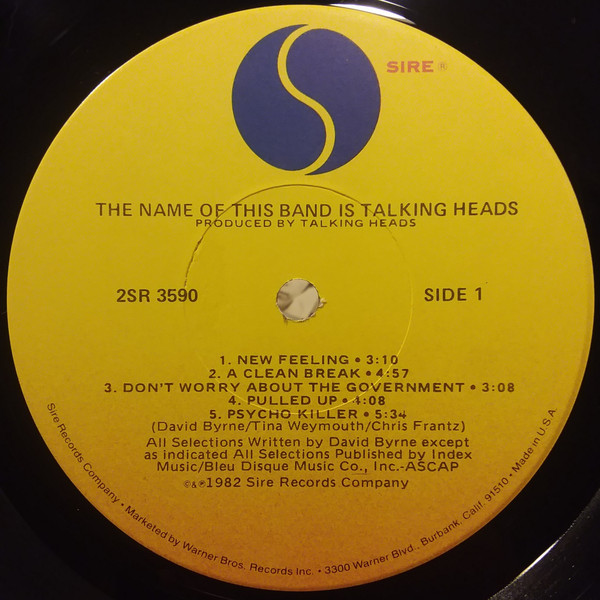 SIRE ®
THE NAME OF THIS BAND IS TALKING HEADS
PRODUCED BY TALKING HEADS
2SR 3590
SIDE 1
1. NEW FEELING • 3:10
2. A CLEAN BREAK • 4:57
3. DON'T WORRY ABOUT THE GOVERNMENT • 3:08
4. PULLED UP • 4:08
5. PSYCHO KILLER • 5:34
(David Byrne/Tina Weymouth/Chris Frantz)
All Selections Written by David Byrne except
as indicated All Selections Published by Index
Music/Bleu Disque Music Co., Inc.-ASCAP
©&℗1982 Sire Records Company
Sire Records Company • Marketed by Warner Bros. Records Inc. • 3300 Warner Blvd., Burbank, Calif. 91510 • Made in U.S.A.